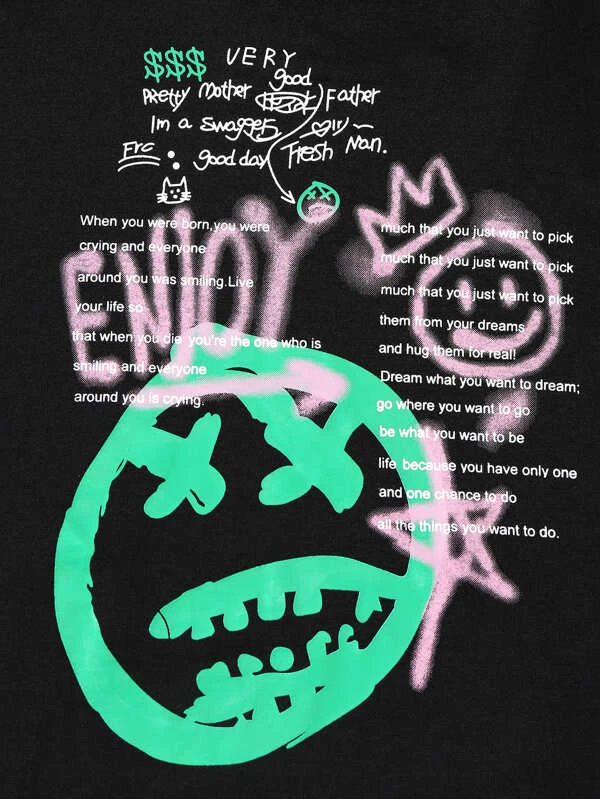 $$$ VERY
good
Pretty Mother Father
Im a swaggers
Frc good day Fresh Nan.
ENJOY
When you were born,you were
crying and everyone
around you was smiling.Live
your life so
that when you die you're the one who is
smiling and everyone
around you is crying.
much that you just want to pick
much that you just want to pick
much that you just want to pick
them from your dreams
and hug them for real!
Dream what you want to dream;
go where you want to go
be what you want to be
life because you have only one
and one chance to do
all the things you want to do.